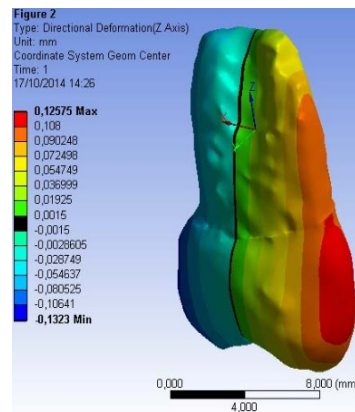 Figure 2
Type: Directional Deformation(Z Axis)
Unit: mm
Coordinate System Geom Center
Time: 1
17/10/2014 14:26
0,12575 Max
0,108
0,090248
0,072498
0,054749
0,036999
0,01925
0,0015
-0,0015
-0,0028605
-0,028749
-0,054637
-0,080525
-0,10641
-0,1323 Min
Z
0,000
8,000 (mm
4,000